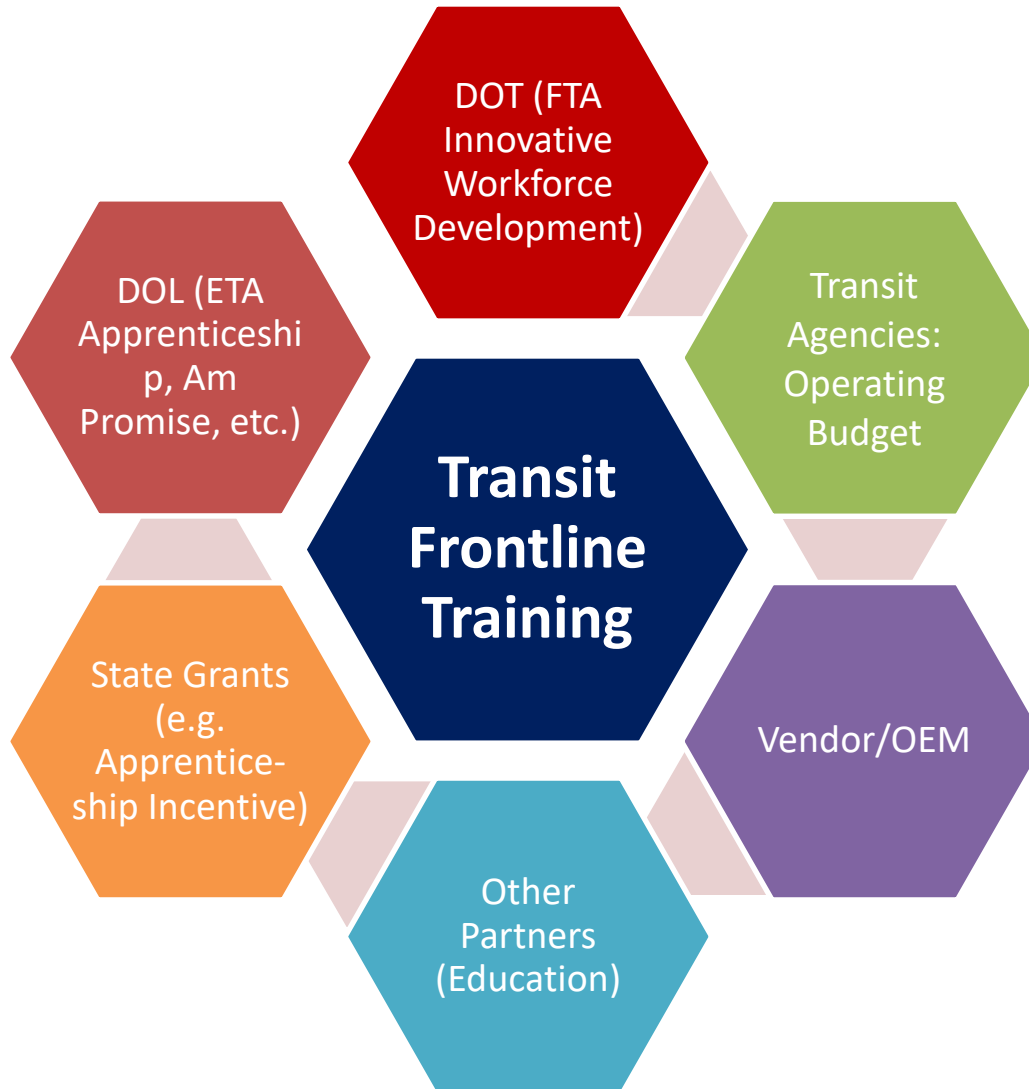 DOT (FTA
Innovative
Workforce
Development)
DOL (ETA
Apprenticeshi
p, Am
Promise, etc.)
Transit
Agencies:
Operating
Budget
Transit
Frontline
Training
State Grants
(e.g.
Apprentice-
ship Incentive)
Vendor/OEM
Other
Partners
(Education)